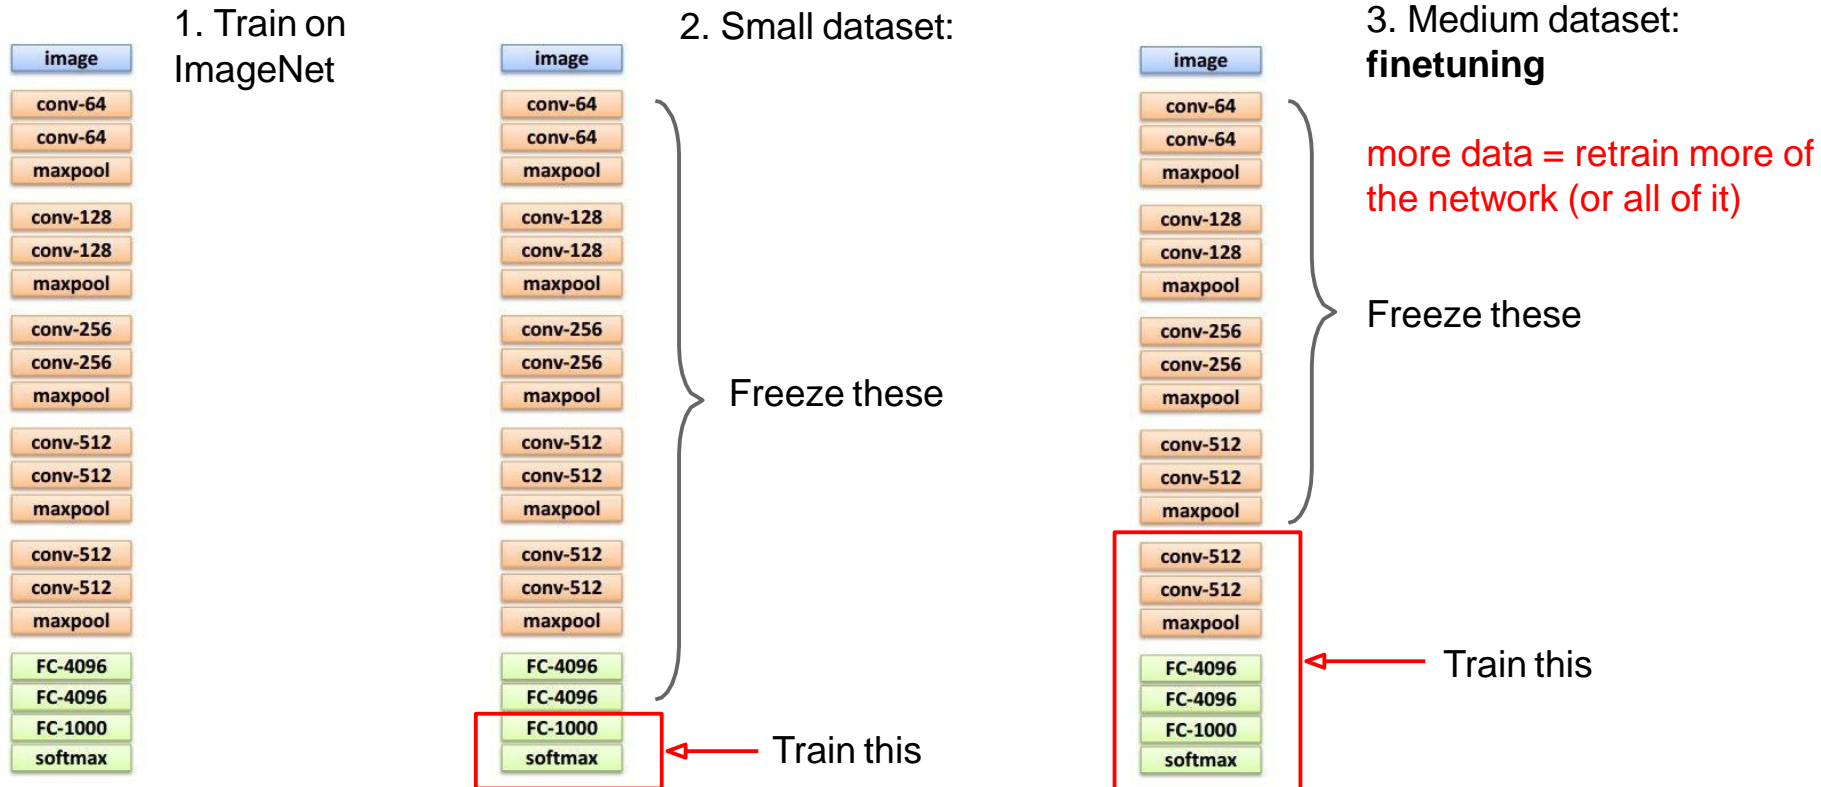 1. Train on
ImageNet
image
conv-64
conv-64
maxpool
conv-128
conv-128
maxpool
conv-256
conv-256
maxpool
conv-512
conv-512
maxpool
conv-512
conv-512
maxpool
FC-4096
FC-4096
FC-1000
softmax
2. Small dataset:
image
conv-64
conv-64
maxpool
conv-128
conv-128
maxpool
conv-256
conv-256
maxpool
conv-512
conv-512
maxpool
conv-512
conv-512
maxpool
FC-4096
FC-4096
FC-1000
softmax
Freeze these
Train this
3. Medium dataset:
finetuning
more data = retrain more of
the network (or all of it)
image
conv-64
conv-64
maxpool
conv-128
conv-128
maxpool
conv-256
conv-256
maxpool
conv-512
conv-512
maxpool
conv-512
conv-512
maxpool
FC-4096
FC-4096
FC-1000
softmax
Freeze these
Train this